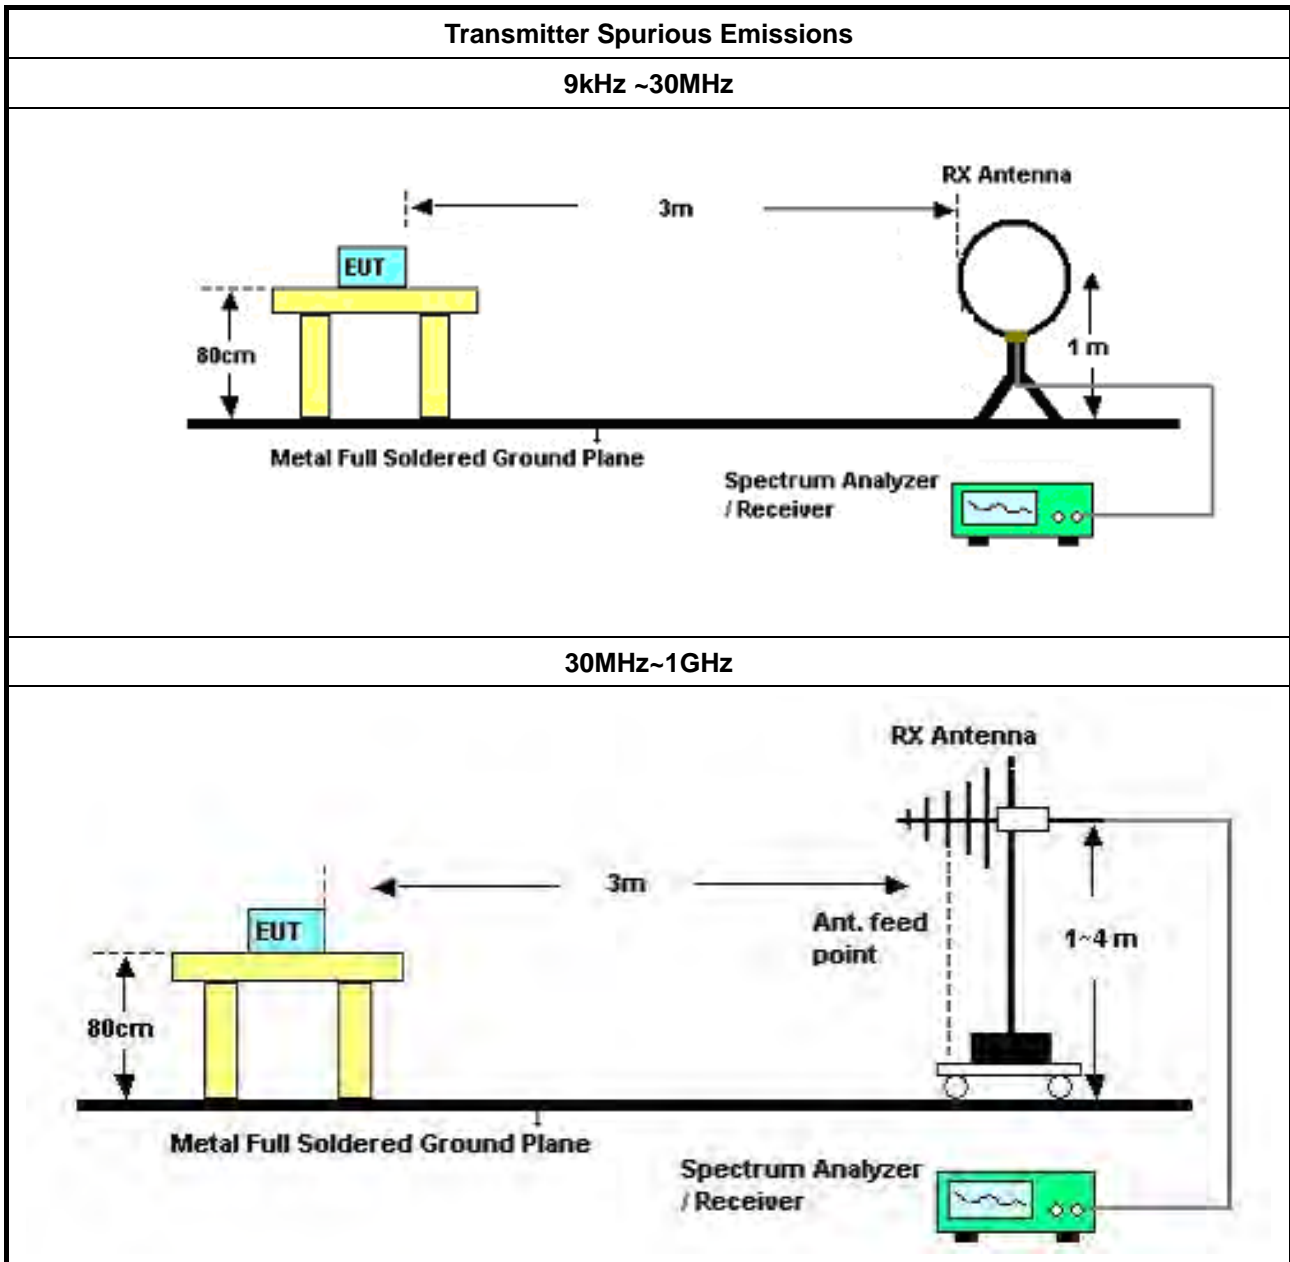 Transmitter Spurious Emissions
9kHz ~30MHz
RX Antenna
3m
EUT
80cm
1 m
Metal Full Soldered Ground Plane
Spectrum Analyzer
/ Receiver
30MHz~1GHz
RX Antenna
3m
Ant. feed
point
EUT
1~4 m
80cm
Metal Full Soldered Ground Plane
Spectrum Analyzer
/ Receiver